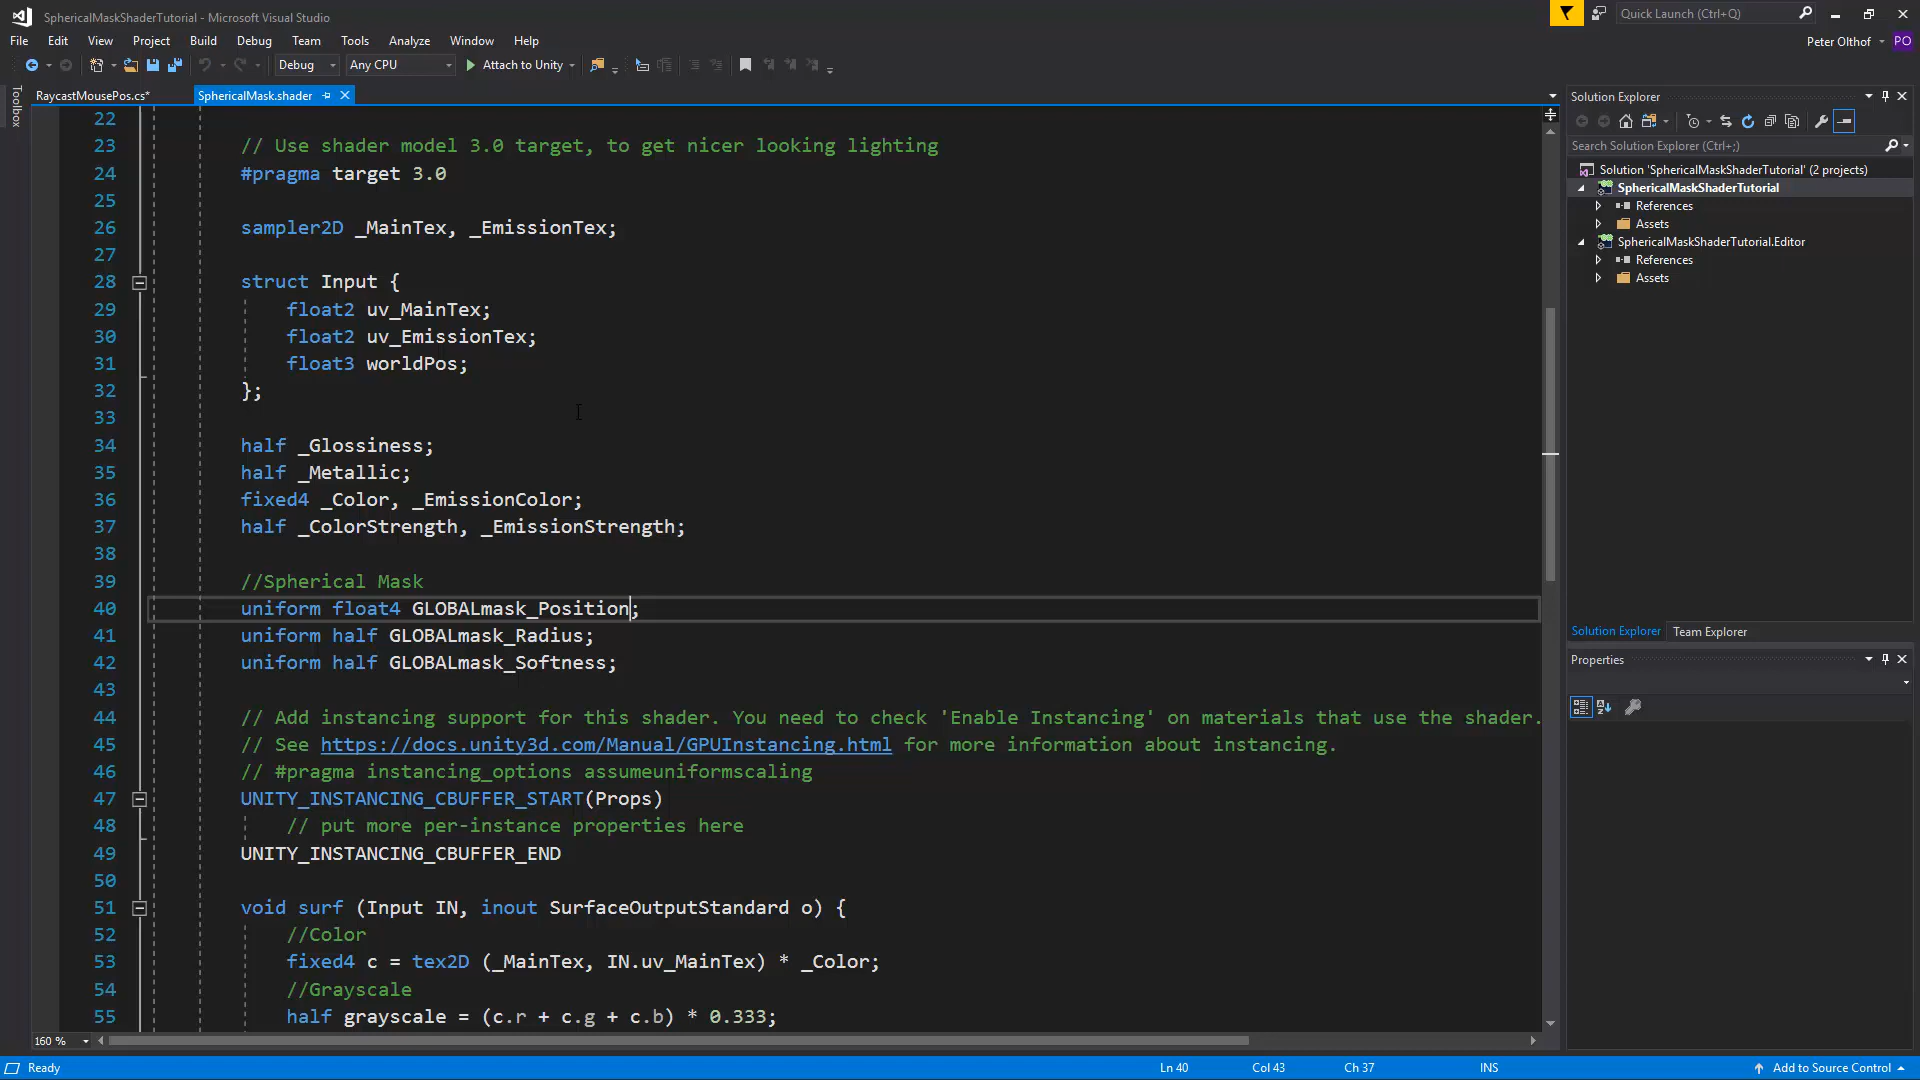 SphericalMaskShaderTutorial - Microsoft Visual Studio
Quick Launch (Ctrl+Q)
File Edit View Project Build Debug Team Tools Analyze Window Help
Peter Olthof PO
Debug Any CPU Attach to Unity
Toolbox
RaycastMousePos.cs* SphericalMask.shader
22
23 // Use shader model 3.0 target, to get nicer looking lighting
24 #pragma target 3.0
25
26 sampler2D _MainTex, _EmissionTex;
27
28 struct Input {
29 float2 uv_MainTex;
30 float2 uv_EmissionTex;
31 float3 worldPos;
32 };
33
34 half _Glossiness;
35 half _Metallic;
36 fixed4 _Color, _EmissionColor;
37 half _ColorStrength, _EmissionStrength;
38
39 //Spherical Mask
40 uniform float4 GLOBALmask_Position;
41 uniform half GLOBALmask_Radius;
42 uniform half GLOBALmask_Softness;
43
44 // Add instancing support for this shader. You need to check 'Enable Instancing' on materials that use the shader.
45 // See https://docs.unity3d.com/Manual/GPUInstancing.html for more information about instancing.
46 // #pragma instancing_options assumeuniformscaling
47 UNITY_INSTANCING_CBUFFER_START(Props)
48 // put more per-instance properties here
49 UNITY_INSTANCING_CBUFFER_END
50
51 void surf (Input IN, inout SurfaceOutputStandard o) {
52 //Color
53 fixed4 c = tex2D (_MainTex, IN.uv_MainTex) * _Color;
54 //Grayscale
55 half grayscale = (c.r + c.g + c.b) * 0.333;
160 %
Solution Explorer
Search Solution Explorer (Ctrl+;)
Solution 'SphericalMaskShaderTutorial' (2 projects)
SphericalMaskShaderTutorial
References
Assets
SphericalMaskShaderTutorial.Editor
References
Assets
Solution Explorer Team Explorer
Properties
Ready Ln 40 Col 43 Ch 37 INS Add to Source Control